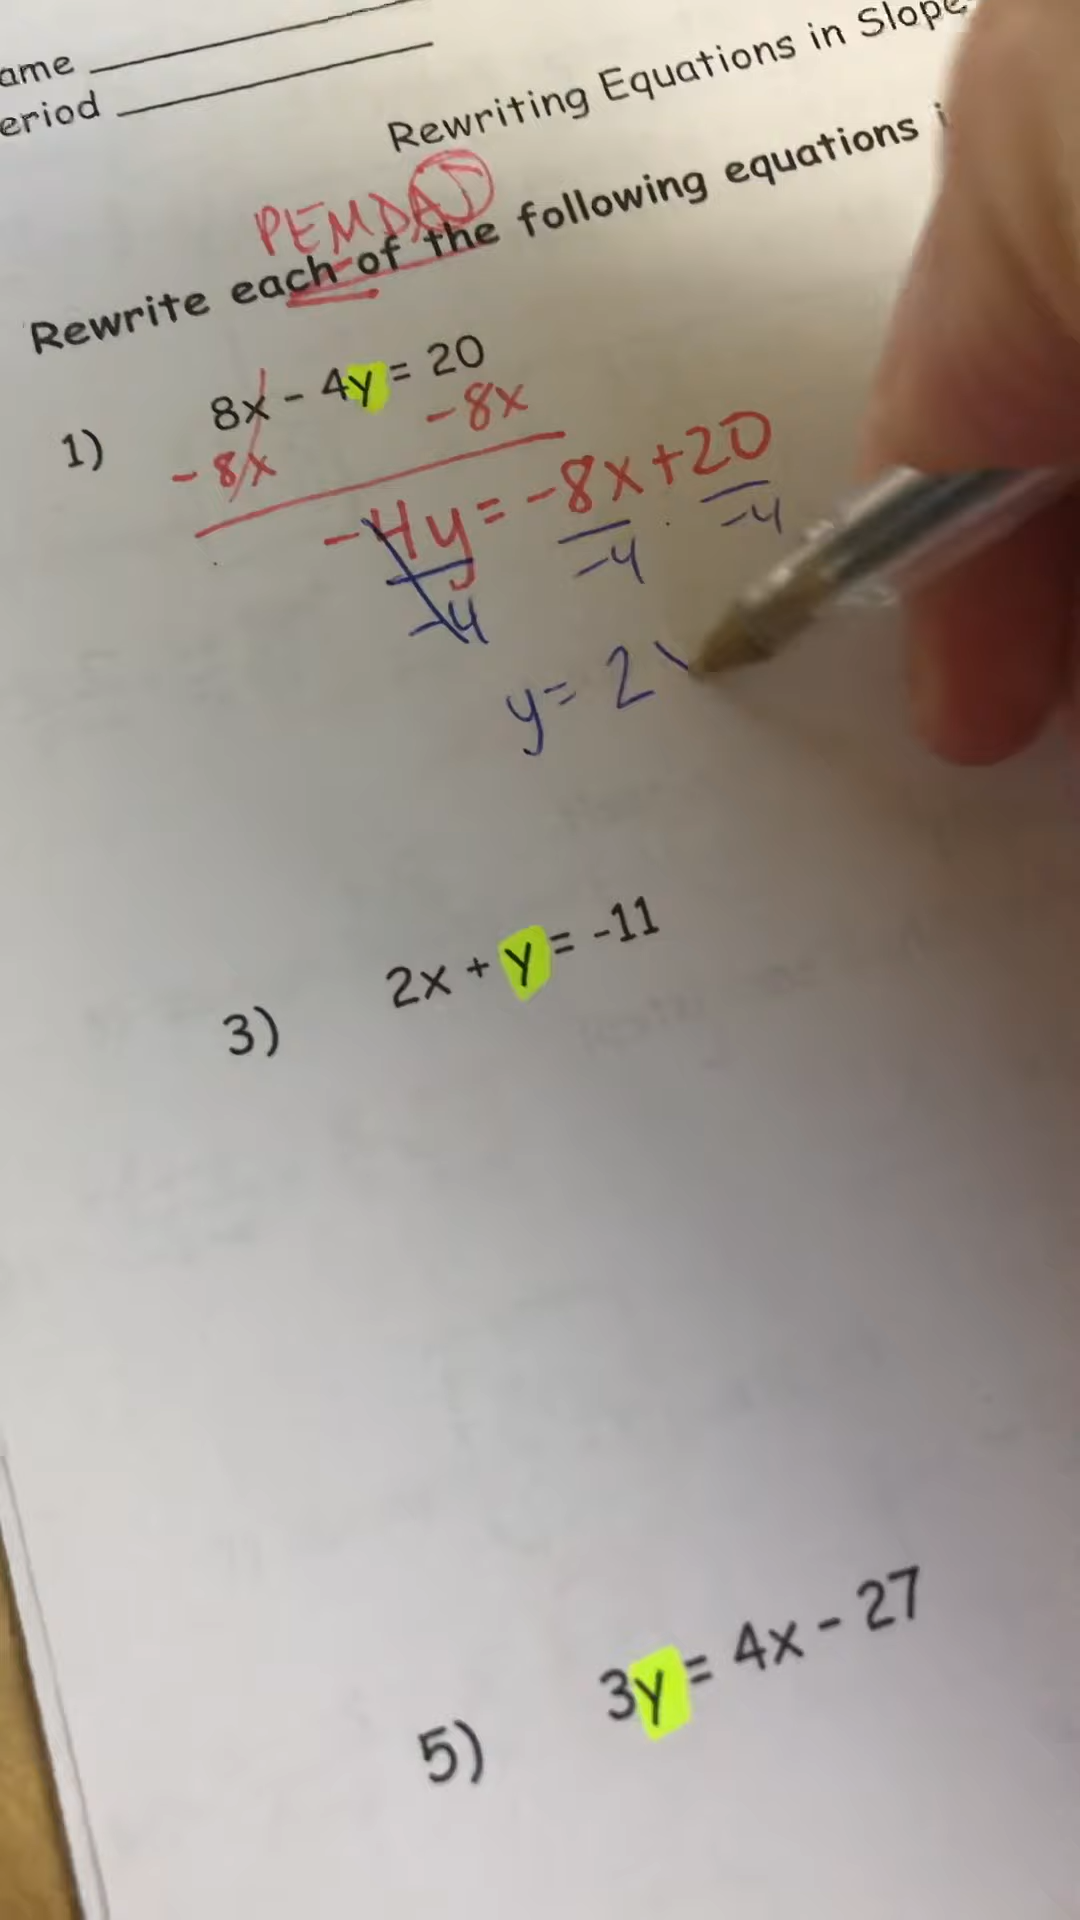 ame
eriod
Rewriting Equations in Slope
PEMDAS
Rewrite each of the following equations i
1) 8x - 4y = 20
- 8x - 8x
-4y = -8x + 20
-4 -4 -4
y = 2
3) 2x + y = -11
5) 3y = 4x - 27